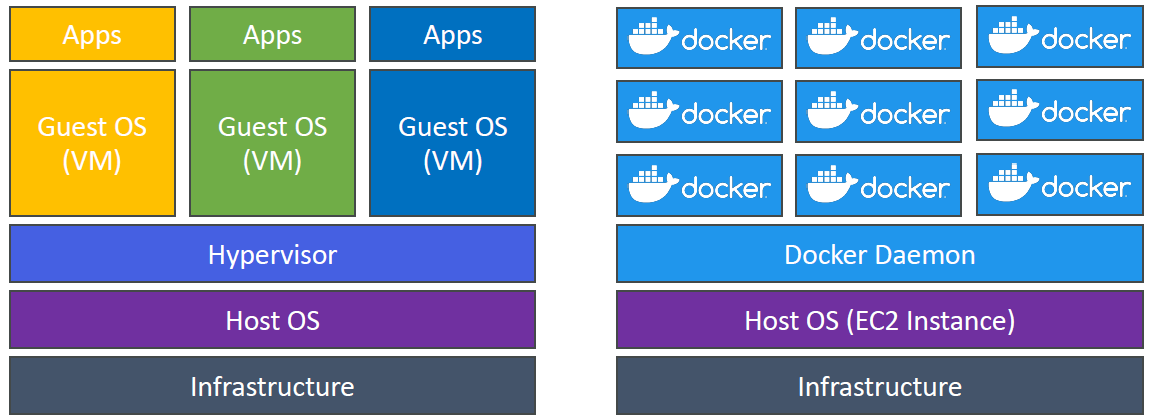 Apps
Apps
Apps
Guest OS
(VM)
Guest OS
(VM)
Guest OS
(VM)
Hypervisor
Host OS
Infrastructure
docker
docker
docker
docker
docker
docker
docker
docker
docker
Docker Daemon
Host OS (EC2 Instance)
Infrastructure